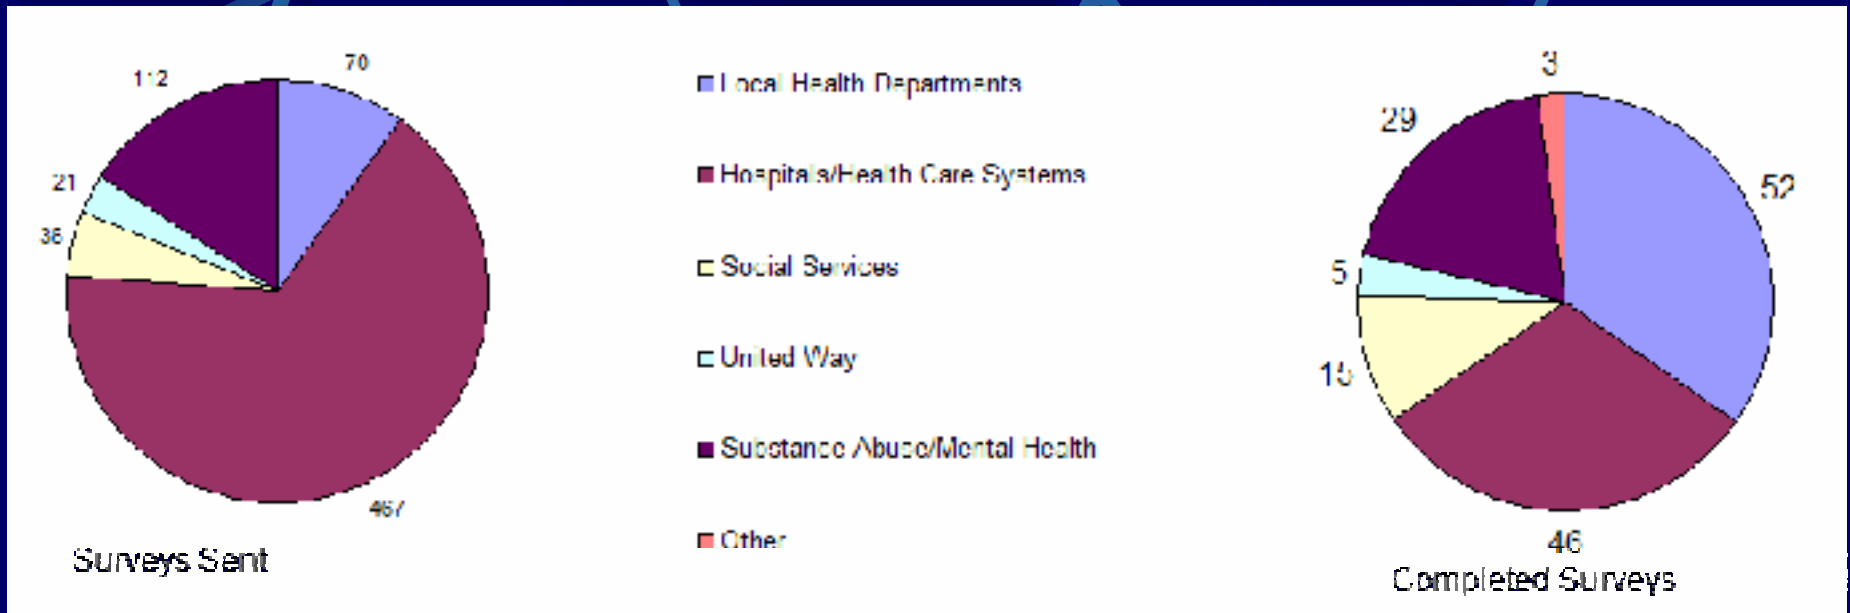 70
112
21
467
Surveys Sent
Local Health Departments
Hospitals/Health Care Systems
Social Services
United Way
Substance Abuse/Mental Health
Other
3
29
52
5
15
46
Completed Surveys